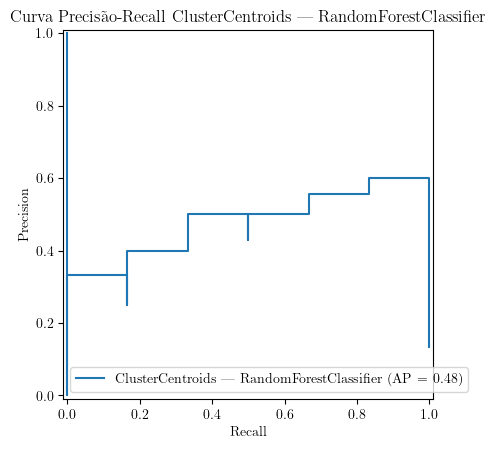 Curva Precisão-Recall ClusterCentroids — RandomForestClassifier
1.0
0.8
0.6
0.4
0.2
0.0
Precision
ClusterCentroids — RandomForestClassifier (AP = 0.48)
0.0 0.2 0.4 0.6 0.8 1.0
Recall